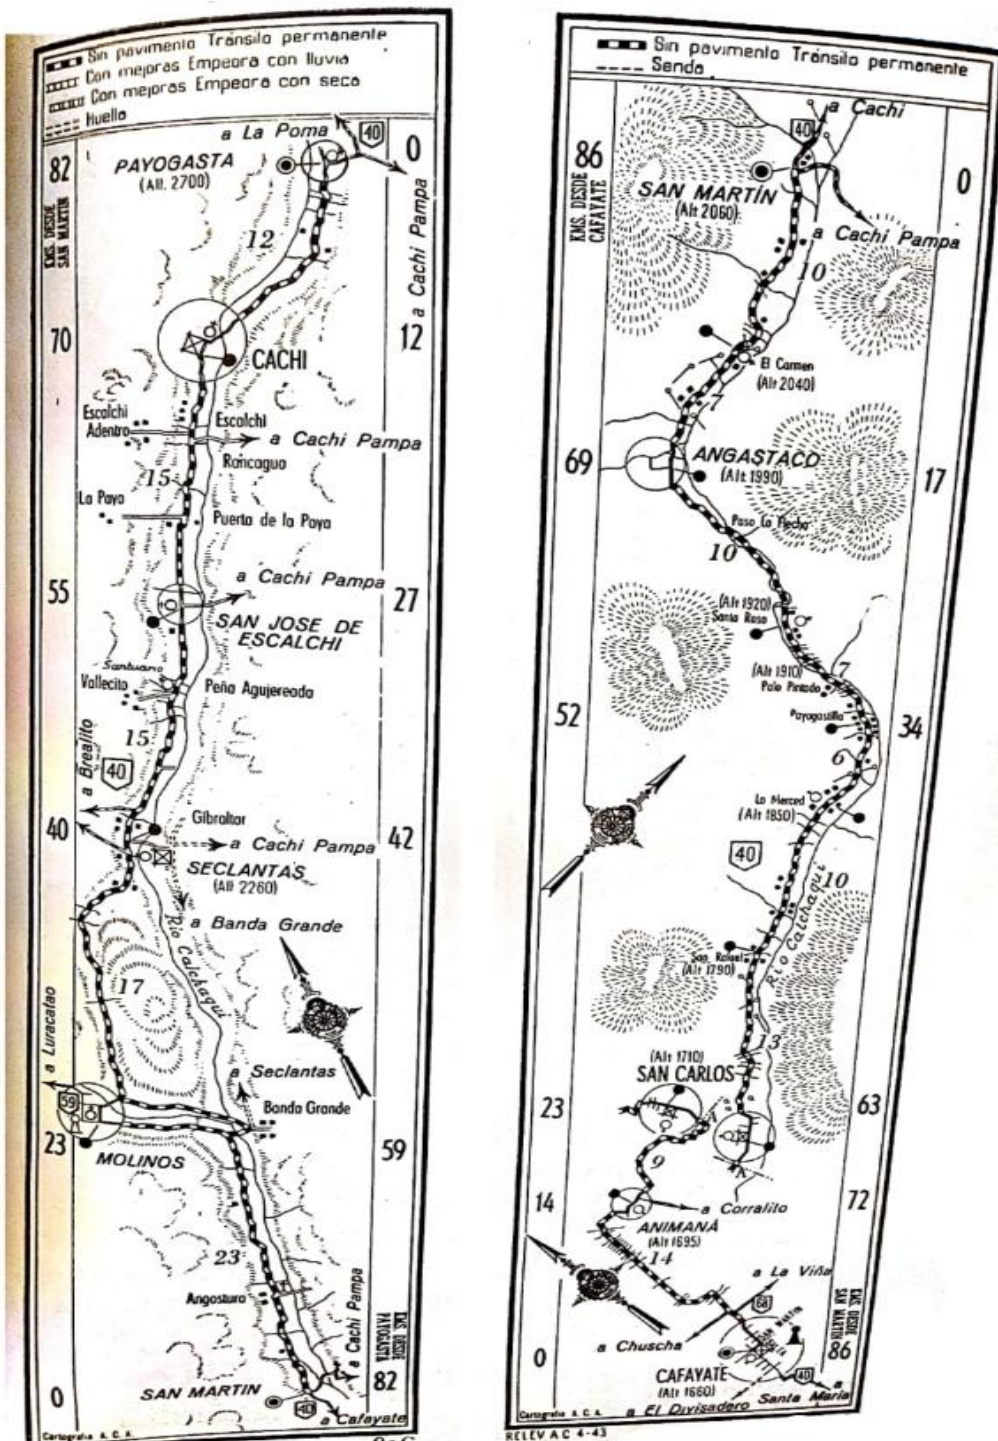 Sin pavimento Tránsito permanente
Con mejoras Empeora con lluvia
Con mejoras Empeora con seca
Huella
a La Poma
40
0
82
PAYOGASTA
(Alt. 2700)
KMS. DESDE
SAN MARTIN
12
a Cachi Pampa
70
12
CACHI
Escalchi
Adentro
Escalchi
a Cachi Pampa
Rancagua
15
La Paya
Puerta de la Paya
a Cachi Pampa
55
27
SAN JOSE DE
ESCALCHI
Santuario
Vallecito
Peña Agujereada
15
a Brealito
40
Gibraltar
40
42
a Cachi Pampa
SECLANTAS
(Alt 2260)
a Banda Grande
Rio Calchaqui
17
a Luracatao
a Seclantas
59
Banda Grande
23
59
MOLINOS
23
Angostura
a Cachi Pampa
KMS. DESDE
PAYOGASTA
SAN MARTIN
82
0
40
a Cafayate
Cartografia A. C. A.
Sin pavimento Tránsito permanente
Senda
a Cachi
40
86
0
SAN MARTÍN
(Alt 2060)
KMS. DESDE
CAFAYATE
a Cachi Pampa
10
El Carmen
(Alt 2040)
7
69
ANGASTACO
(Alt 1990)
17
Paso La Flecha
10
(Alt 1920)
Santa Rosa
(Alt 1910)
Palo Pintado
7
Payogastilla
52
34
6
La Merced
(Alt 1850)
40
10
Rio Calchaqui
San Rafael
(Alt 1790)
13
(Alt 1710)
SAN CARLOS
23
63
9
14
a Corralito
72
ANIMANÁ
(Alt 1695)
14
a La Viña
68
KMS. DESDE
SAN MARTIN
a Chuscha
0
86
CAFAYATE
(Alt 1660)
40
a
Santa María
a El Divisadero
Cartografia A. C. A.
RELEV A C 4-43